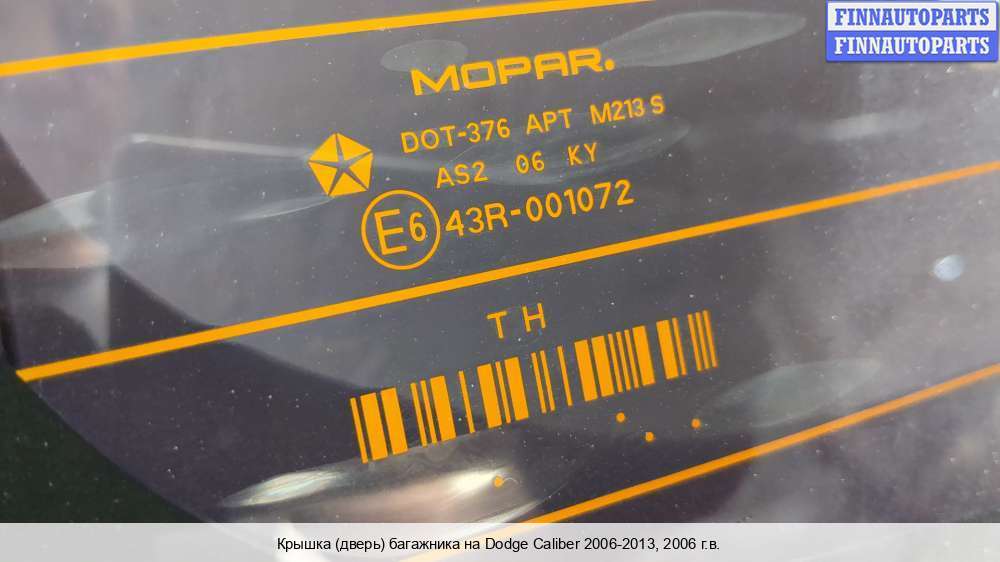 FINNAUTOPARTS
FINNAUTOPARTS
MOPAR.
DOT-376 APT M213 S
AS2 06 KY
E6 43R-001072
T H
Крышка (дверь) багажника на Dodge Caliber 2006-2013, 2006 г.в.